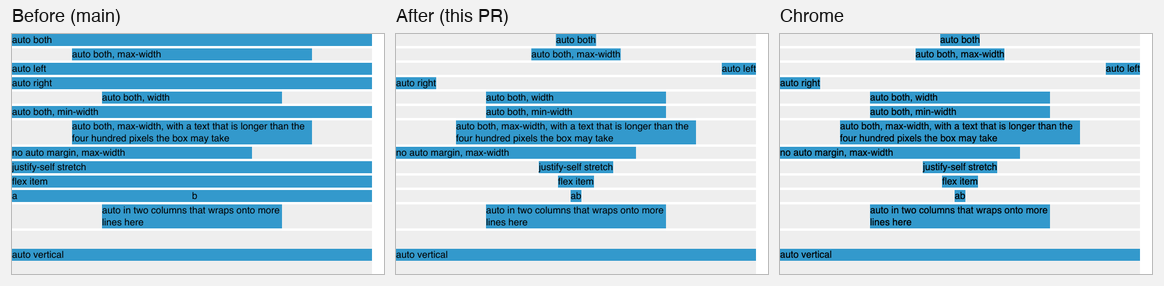 Before (main)
auto both
auto both, max-width
auto left
auto right
auto both, width
auto both, min-width
auto both, max-width, with a text that is longer than the
four hundred pixels the box may take
no auto margin, max-width
justify-self stretch
flex item
a b
auto in two columns that wraps onto more
lines here
auto vertical
After (this PR)
auto both
auto both, max-width
auto left
auto right
auto both, width
auto both, min-width
auto both, max-width, with a text that is longer than the
four hundred pixels the box may take
no auto margin, max-width
justify-self stretch
flex item
ab
auto in two columns that wraps onto more
lines here
auto vertical
Chrome
auto both
auto both, max-width
auto left
auto right
auto both, width
auto both, min-width
auto both, max-width, with a text that is longer than the
four hundred pixels the box may take
no auto margin, max-width
justify-self stretch
flex item
ab
auto in two columns that wraps onto more
lines here
auto vertical